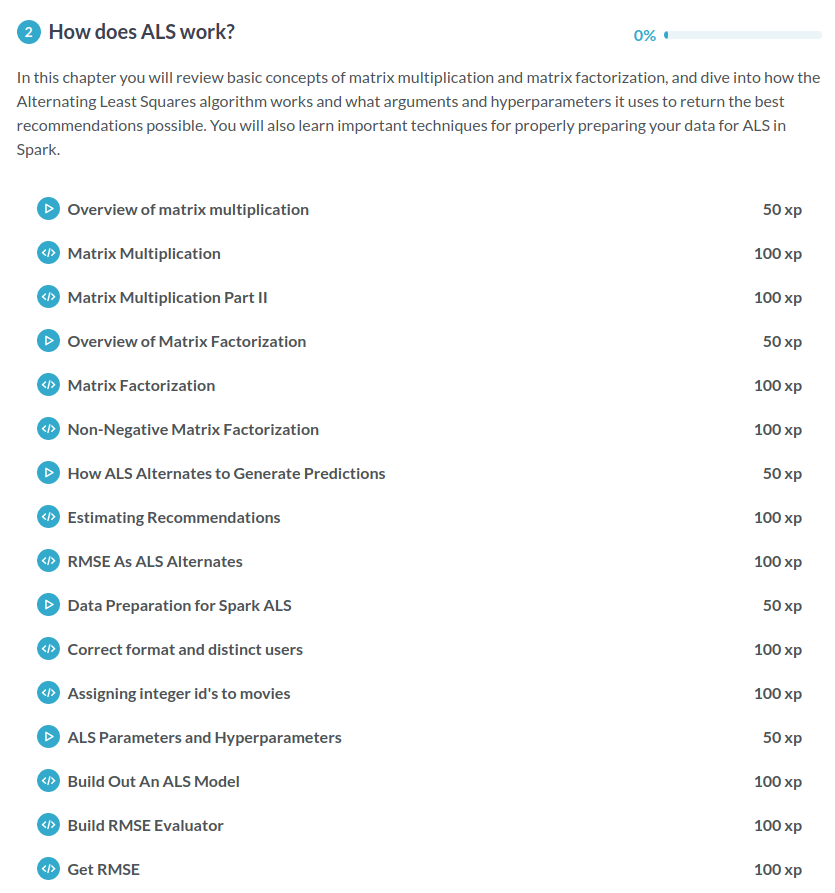 2 How does ALS work? 0%
In this chapter you will review basic concepts of matrix multiplication and matrix factorization, and dive into how the
Alternating Least Squares algorithm works and what arguments and hyperparameters it uses to return the best
recommendations possible. You will also learn important techniques for properly preparing your data for ALS in
Spark.
Overview of matrix multiplication 50 xp
Matrix Multiplication 100 xp
Matrix Multiplication Part II 100 xp
Overview of Matrix Factorization 50 xp
Matrix Factorization 100 xp
Non-Negative Matrix Factorization 100 xp
How ALS Alternates to Generate Predictions 50 xp
Estimating Recommendations 100 xp
RMSE As ALS Alternates 100 xp
Data Preparation for Spark ALS 50 xp
Correct format and distinct users 100 xp
Assigning integer id's to movies 100 xp
ALS Parameters and Hyperparameters 50 xp
Build Out An ALS Model 100 xp
Build RMSE Evaluator 100 xp
Get RMSE 100 xp